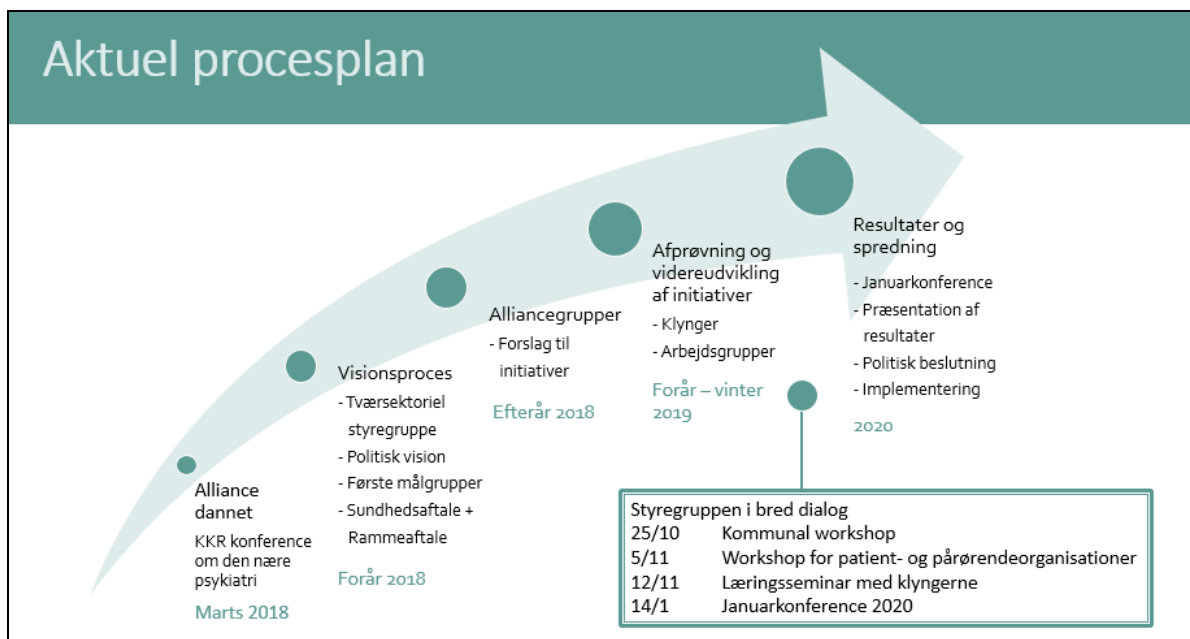 Aktuel procesplan
Alliance
dannet
KKR konference
om den nære
psykiatri
Marts 2018
Visionsproces
- Tværsektoriel
styregruppe
- Politisk vision
- Første målgrupper
- Sundhedsaftale +
Rammeaftale
Forår 2018
Alliancegrupper
- Forslag til
initiativer
Efterår 2018
Afprøvning og
videreudvikling
af initiativer
- Klynger
- Arbejdsgrupper
Forår – vinter
2019
Resultater og
spredning
- Januarkonference
- Præsentation af
resultater
- Politisk beslutning
- Implementering
2020
Styregruppen i bred dialog
25/10 Kommunal workshop
5/11 Workshop for patient- og pårørendeorganisationer
12/11 Læringsseminar med klyngerne
14/1 Januarkonference 2020